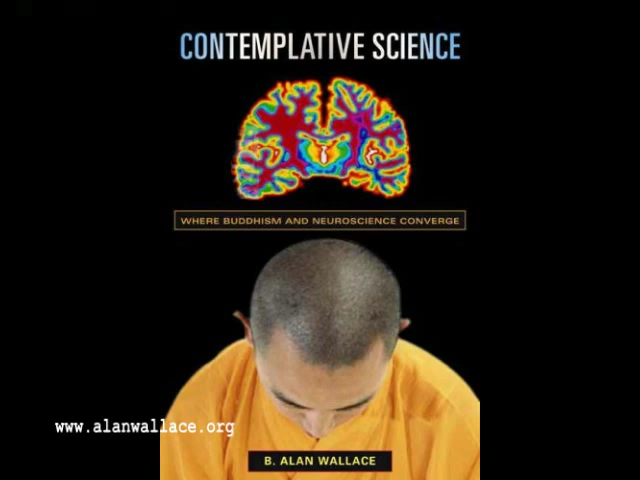 CONTEMPLATIVE SCIENCE
WHERE BUDDHISM AND NEUROSCIENCE CONVERGE
www.alanwallace.org
B. ALAN WALLACE